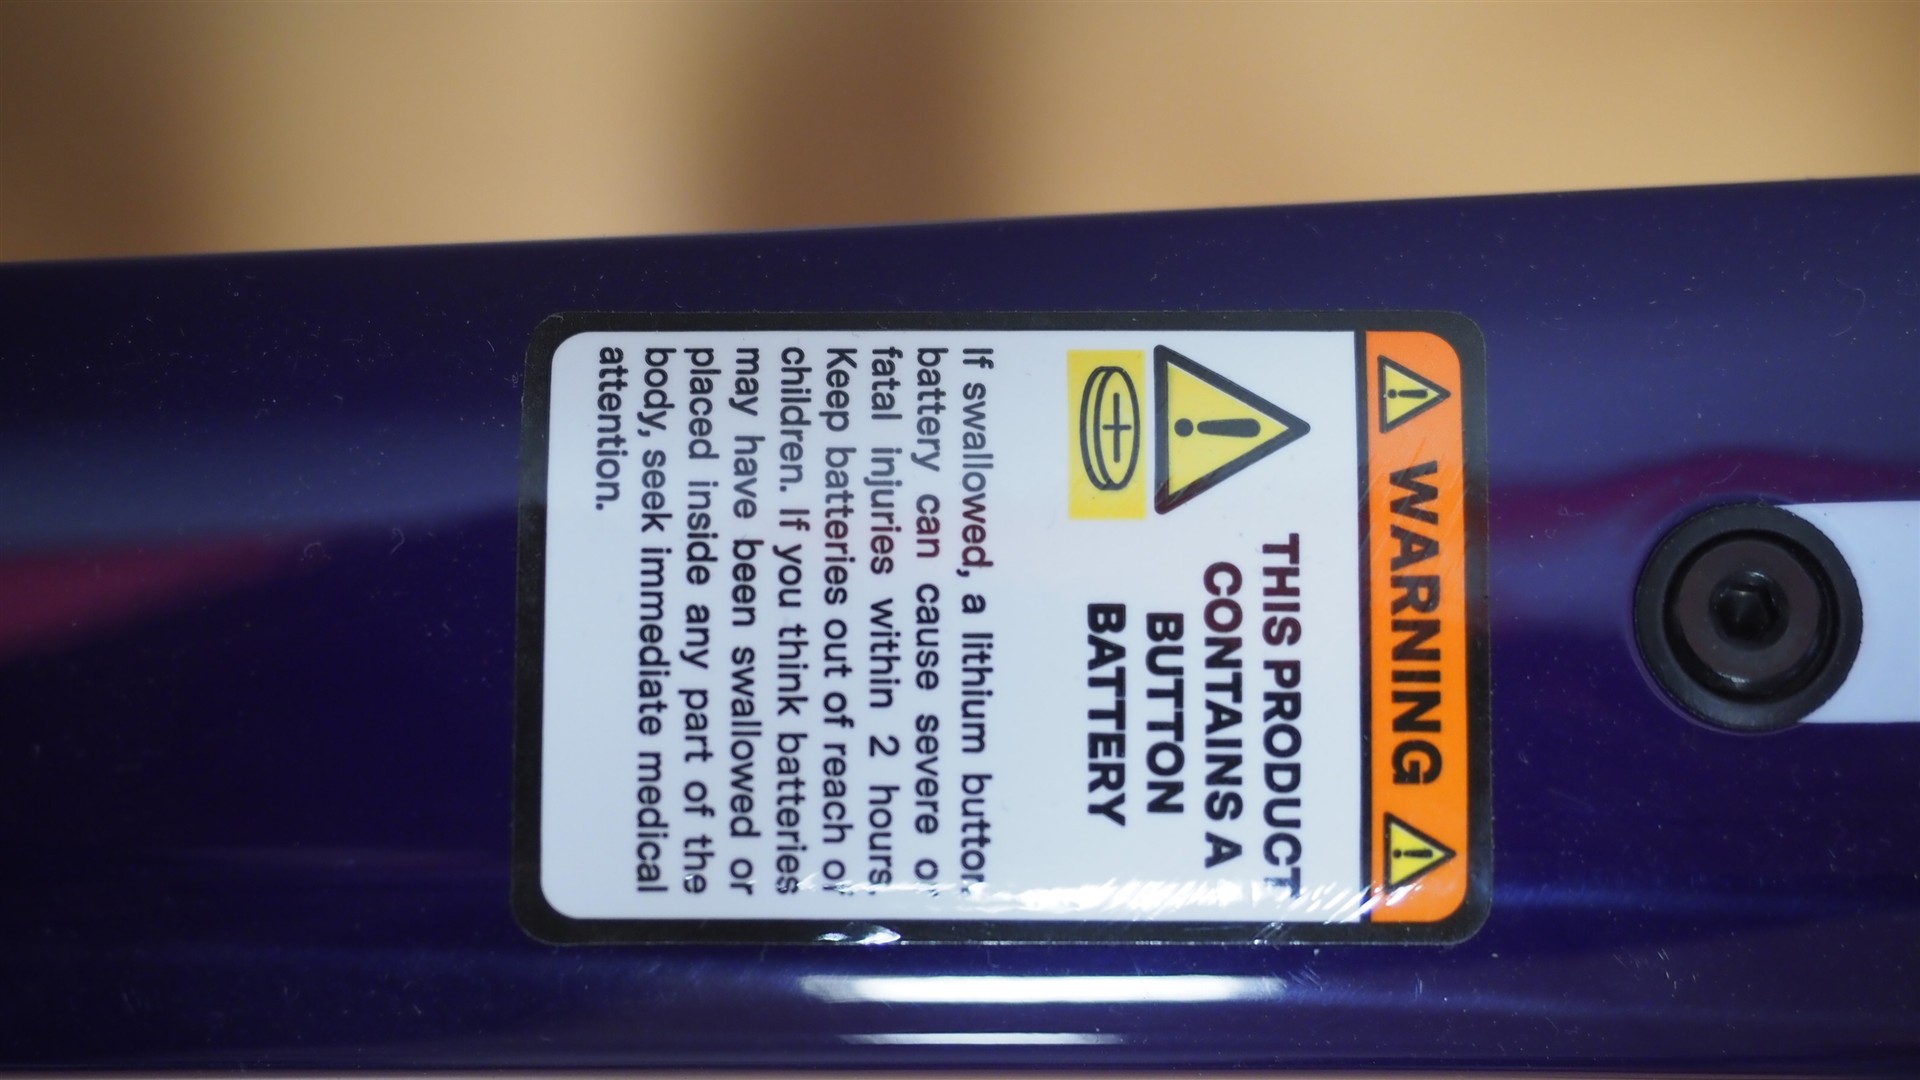 WARNING
THIS PRODUCT
CONTAINS A
BUTTON
BATTERY
If swallowed, a lithium button
battery can cause severe or
fatal injuries within 2 hours.
Keep batteries out of reach of
children. If you think batteries
may have been swallowed or
placed inside any part of the
body, seek immediate medical
attention.